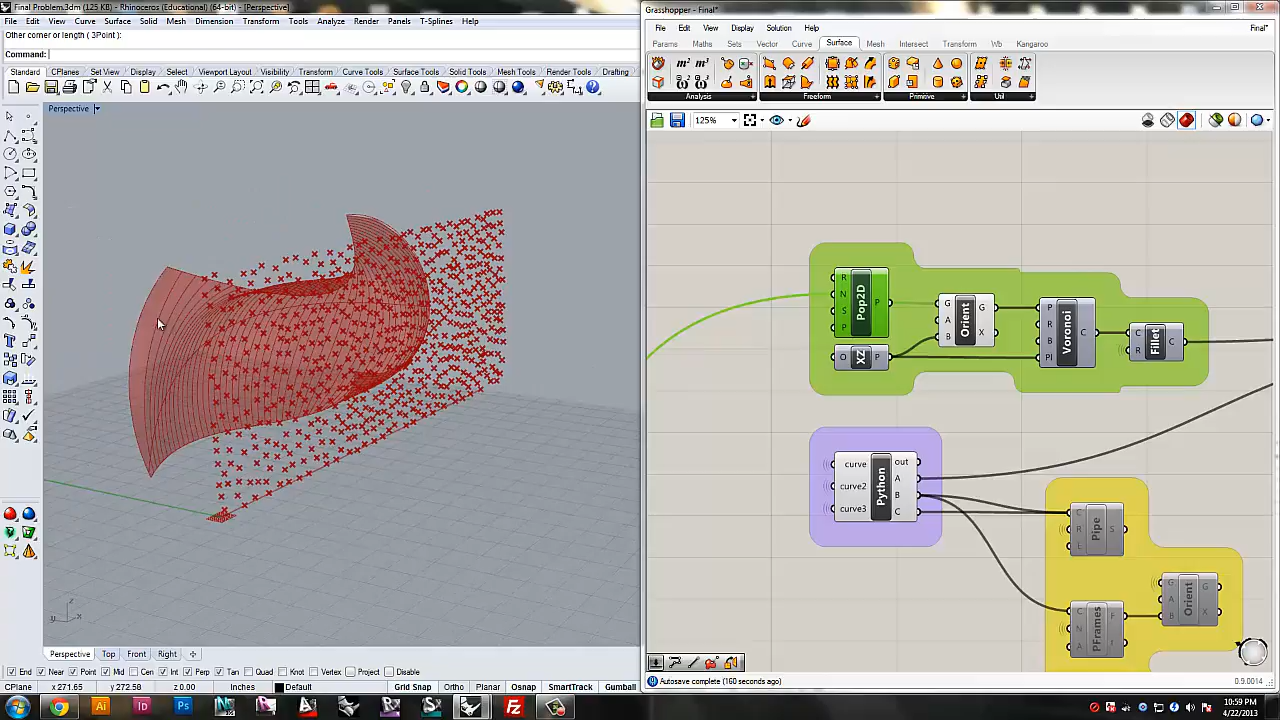 Final Problem.3dm (125 KB) - Rhinoceros (Educational) (64-bit) - [Perspective]
File Edit View Curve Surface Solid Mesh Dimension Transform Tools Analyze Render Panels T-Splines Help
Other corner or length ( 3Point):
Command:
Standard CPlanes Set View Display Select Viewport Layout Visibility Transform Curve Tools Surface Tools Solid Tools Mesh Tools Render Tools Drafting
Perspective
z
y x
Perspective Top Front Right
End Near Point Mid Cen Int Perp Tan Quad Knot Vertex Project Disable
CPlane x 271.65 y 272.58 z 0.00 Inches Default Grid Snap Ortho Planar Osnap SmartTrack Gumball
Grasshopper - Final*
File Edit View Display Solution Help Final*
Params Maths Sets Vector Curve Surface Mesh Intersect Transform Wb Kangaroo
Analysis Freeform Primitive Util
125%
R
N
S
P
Pop2D
P
O XZ P
G
A
B
Orient
G
X
P
R
B
Pl
Voronoi
C
C
R
Fillet
C
curve
curve2
curve3
Python
out
A
B
C
C
R
E
Pipe
S
G
A
B
Orient
G
X
C
N
A
PFrames
F
t
Autosave complete (160 seconds ago) 0.9.0014
Ai Id Ps
10:59 PM
4/22/2013